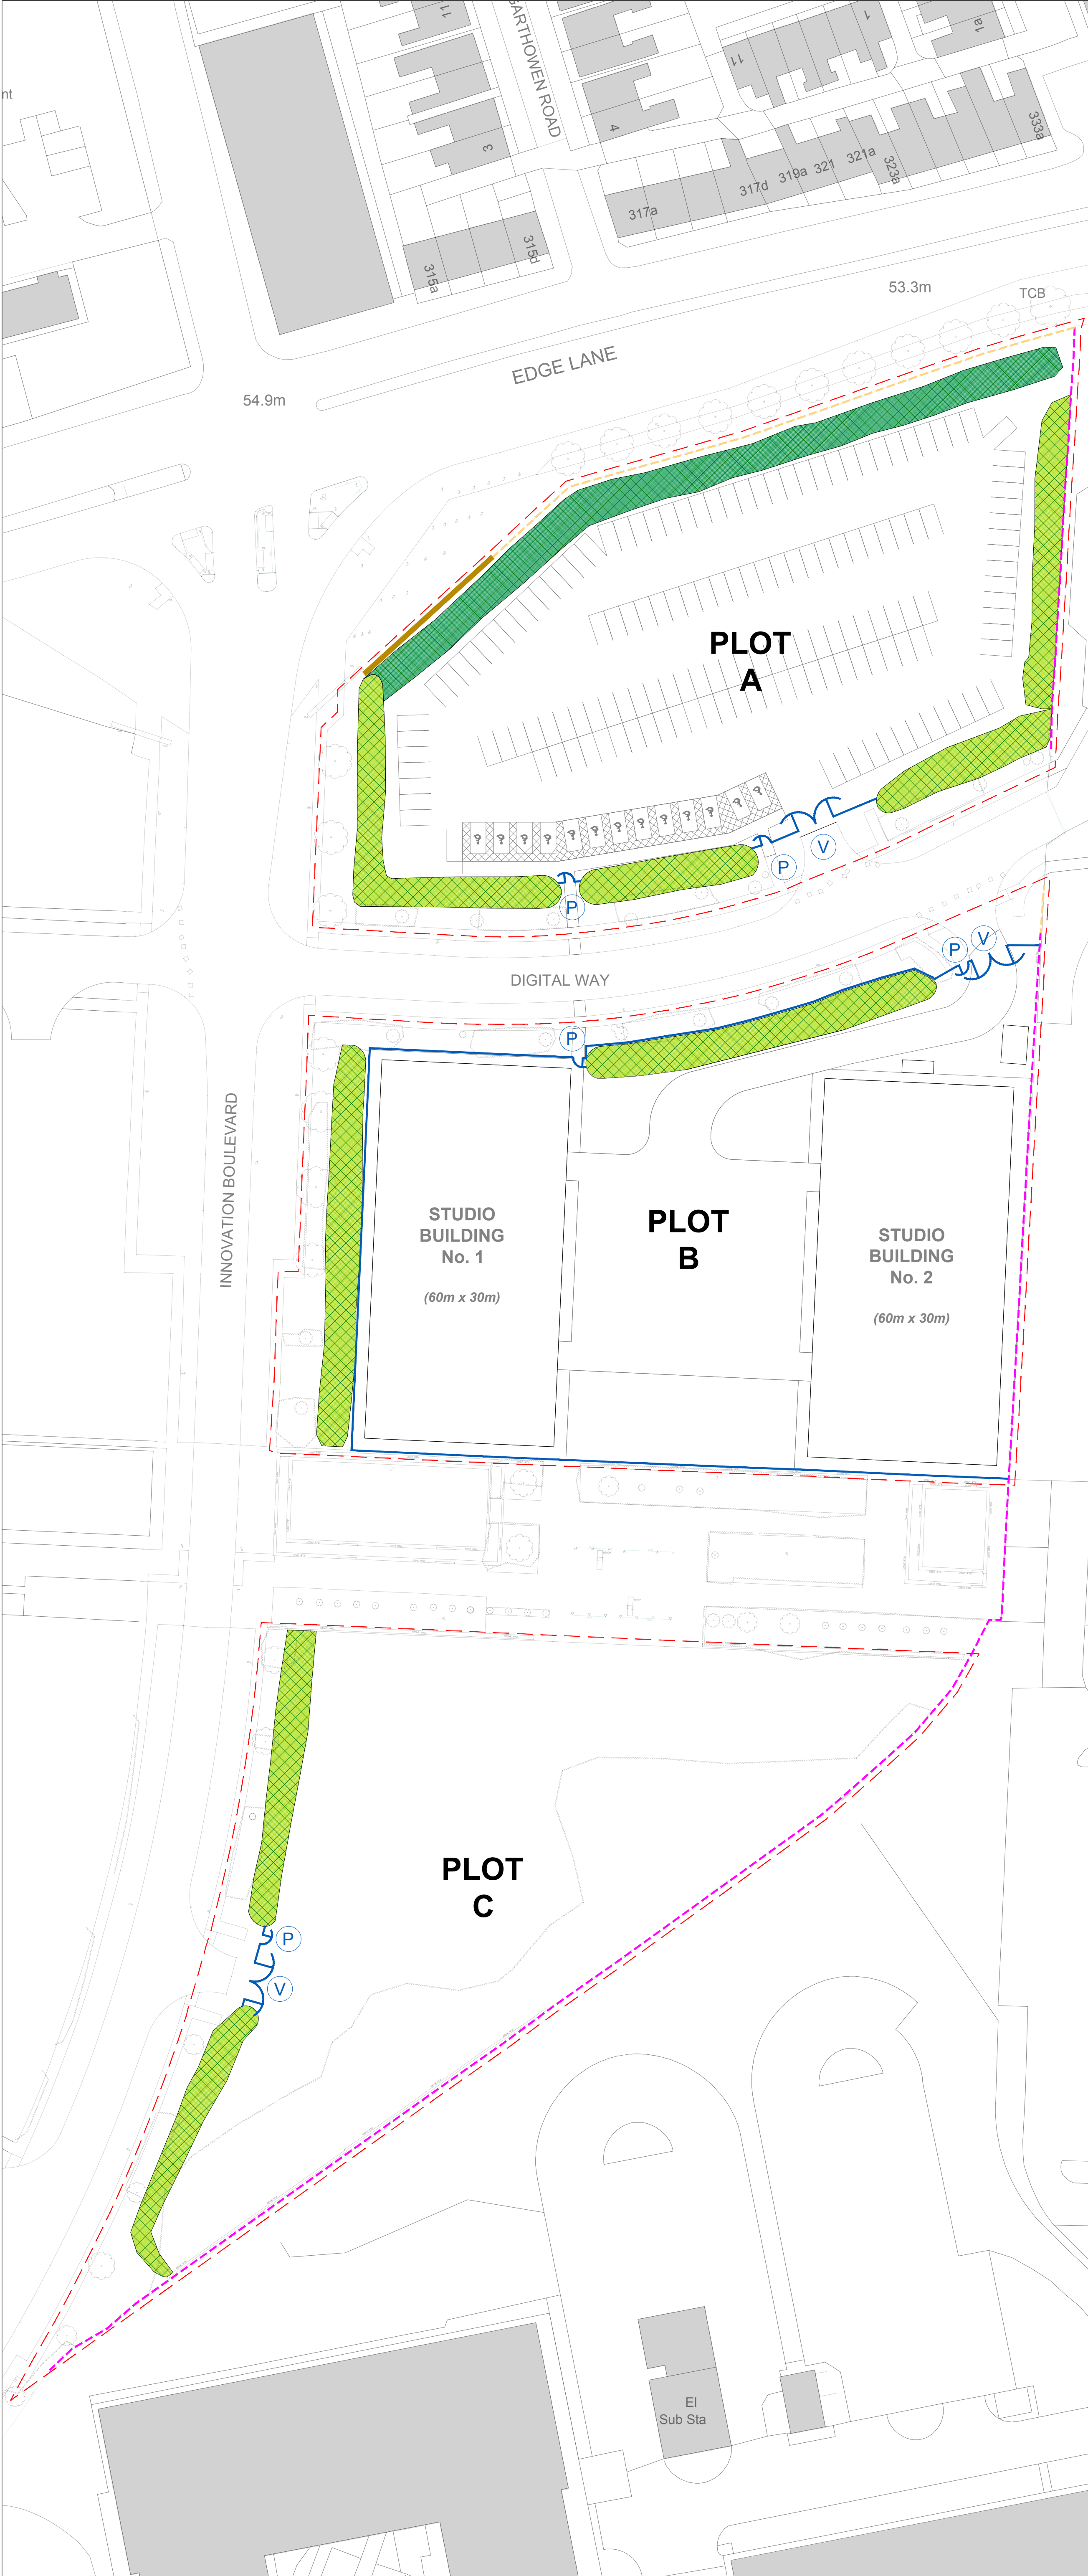 11
1
1a
GARTHOWEN ROAD
nt
11
3
4
333a
321a
321
323a
319a
317d
317a
315d
315a
53.3m
TCB
EDGE LANE
54.9m
PLOT
A
V
P
P
P
V
DIGITAL WAY
P
INNOVATION BOULEVARD
STUDIO
BUILDING
No. 1
(60m x 30m)
PLOT
B
STUDIO
BUILDING
No. 2
(60m x 30m)
PLOT
C
P
V
El
Sub Sta